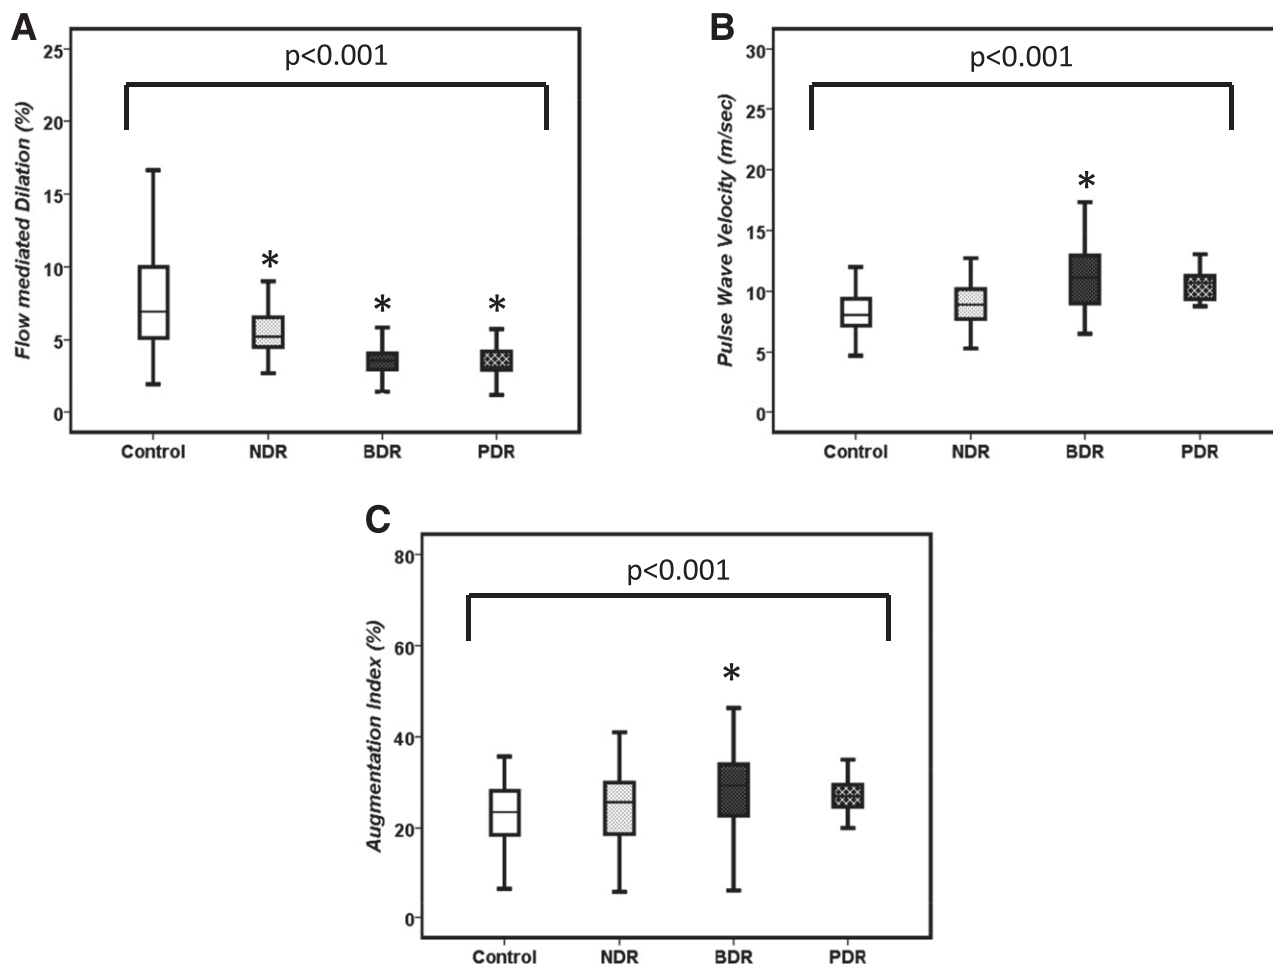 A
p<0.001
Flow mediated Dilation (%)
25
20
15
10
5
0
*
*
*
Control NDR BDR PDR
B
p<0.001
Pulse Wave Velocity (m/sec)
30
25
20
15
10
5
0
*
Control NDR BDR PDR
C
p<0.001
Augmentation Index (%)
80
60
40
20
0
*
Control NDR BDR PDR